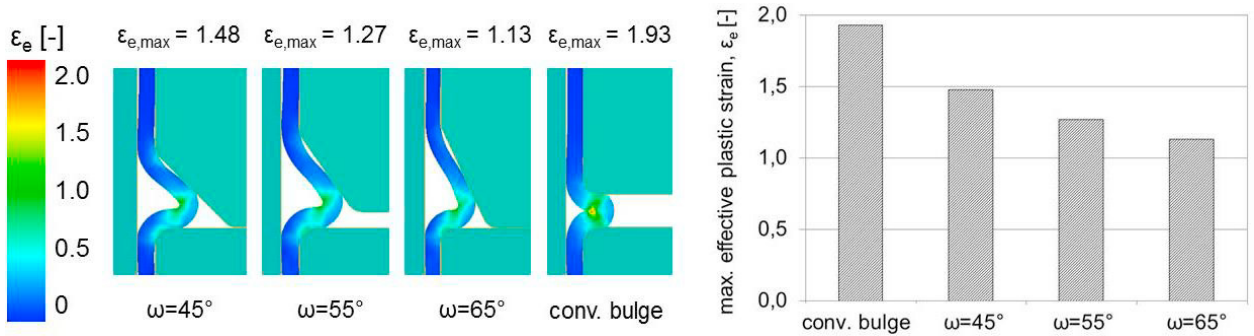 εₑ [-]
2.0
1.5
1.0
0.5
0
εₑ,ₘₐₓ = 1.48
εₑ,ₘₐₓ = 1.27
εₑ,ₘₐₓ = 1.13
εₑ,ₘₐₓ = 1.93
ω=45°
ω=55°
ω=65°
conv. bulge
max. effective plastic strain, εₑ [-]
2,0
1,5
1,0
0,5
0,0
conv. bulge
ω=45°
ω=55°
ω=65°